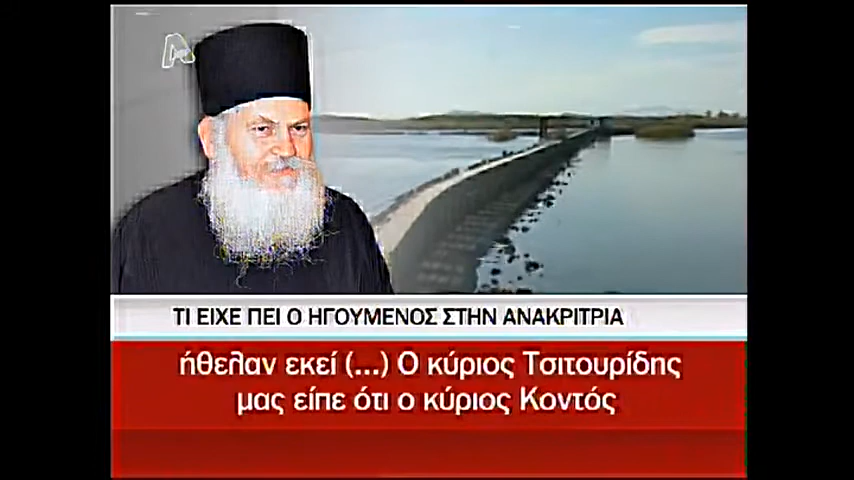 ΤΙ ΕΙΧΕ ΠΕΙ Ο ΗΓΟΥΜΕΝΟΣ ΣΤΗΝ ΑΝΑΚΡΙΤΡΙΑ
ήθελαν εκεί (...) Ο κύριος Τσιτουρίδης
μας είπε ότι ο κύριος Κοντός